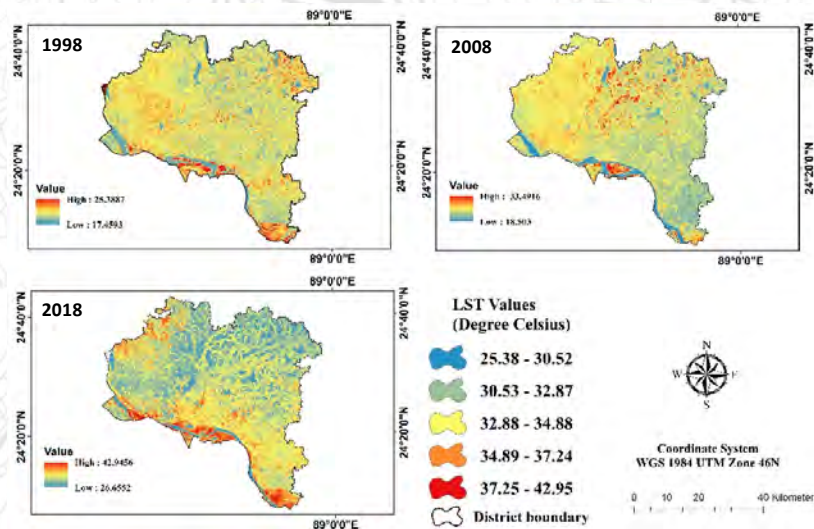 89°0'0"E
89°0'0"E
1998
24°40'0"N
24°40'0"N
24°20'0"N
24°20'0"N
Value
High : 25.3887
Low : 17.4593
89°0'0"E
2008
24°40'0"N
24°40'0"N
24°20'0"N
24°20'0"N
Value
High : 33.4916
Low : 18.503
89°0'0"E
2018
24°40'0"N
24°40'0"N
24°20'0"N
24°20'0"N
Value
High : 42.9456
Low : 26.6552
89°0'0"E
LST Values
(Degree Celsius)
25.38 - 30.52
30.53 - 32.87
32.88 - 34.88
34.89 - 37.24
37.25 - 42.95
District boundary
N
W
E
S
Coordinate System
WGS 1984 UTM Zone 46N
0 5 10 20 30 40 Kilometer